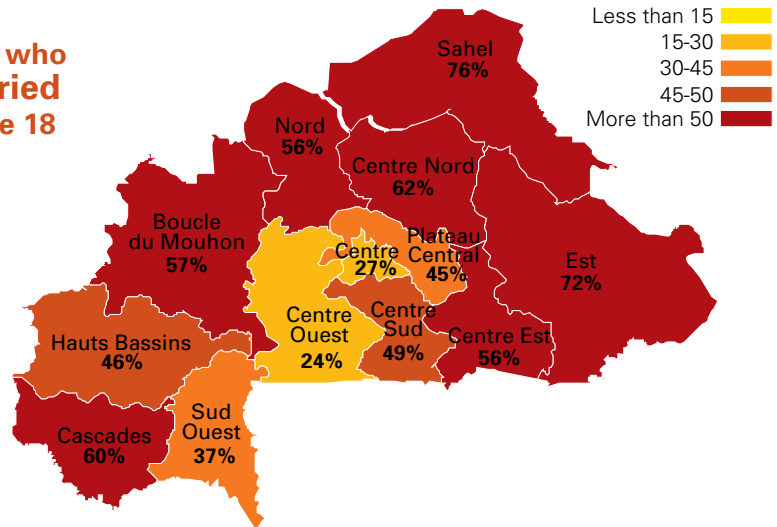 who
ried
e 18
Less than 15
15-30
30-45
45-50
More than 50
Sahel
76%
Nord
56%
Centre Nord
62%
Boucle
du Mouhon
57%
Plateau
Central
45%
Centre
27%
Est
72%
Centre
Ouest
24%
Centre
Sud
49%
Centre Est
56%
Hauts Bassins
46%
Sud
Ouest
37%
Cascades
60%